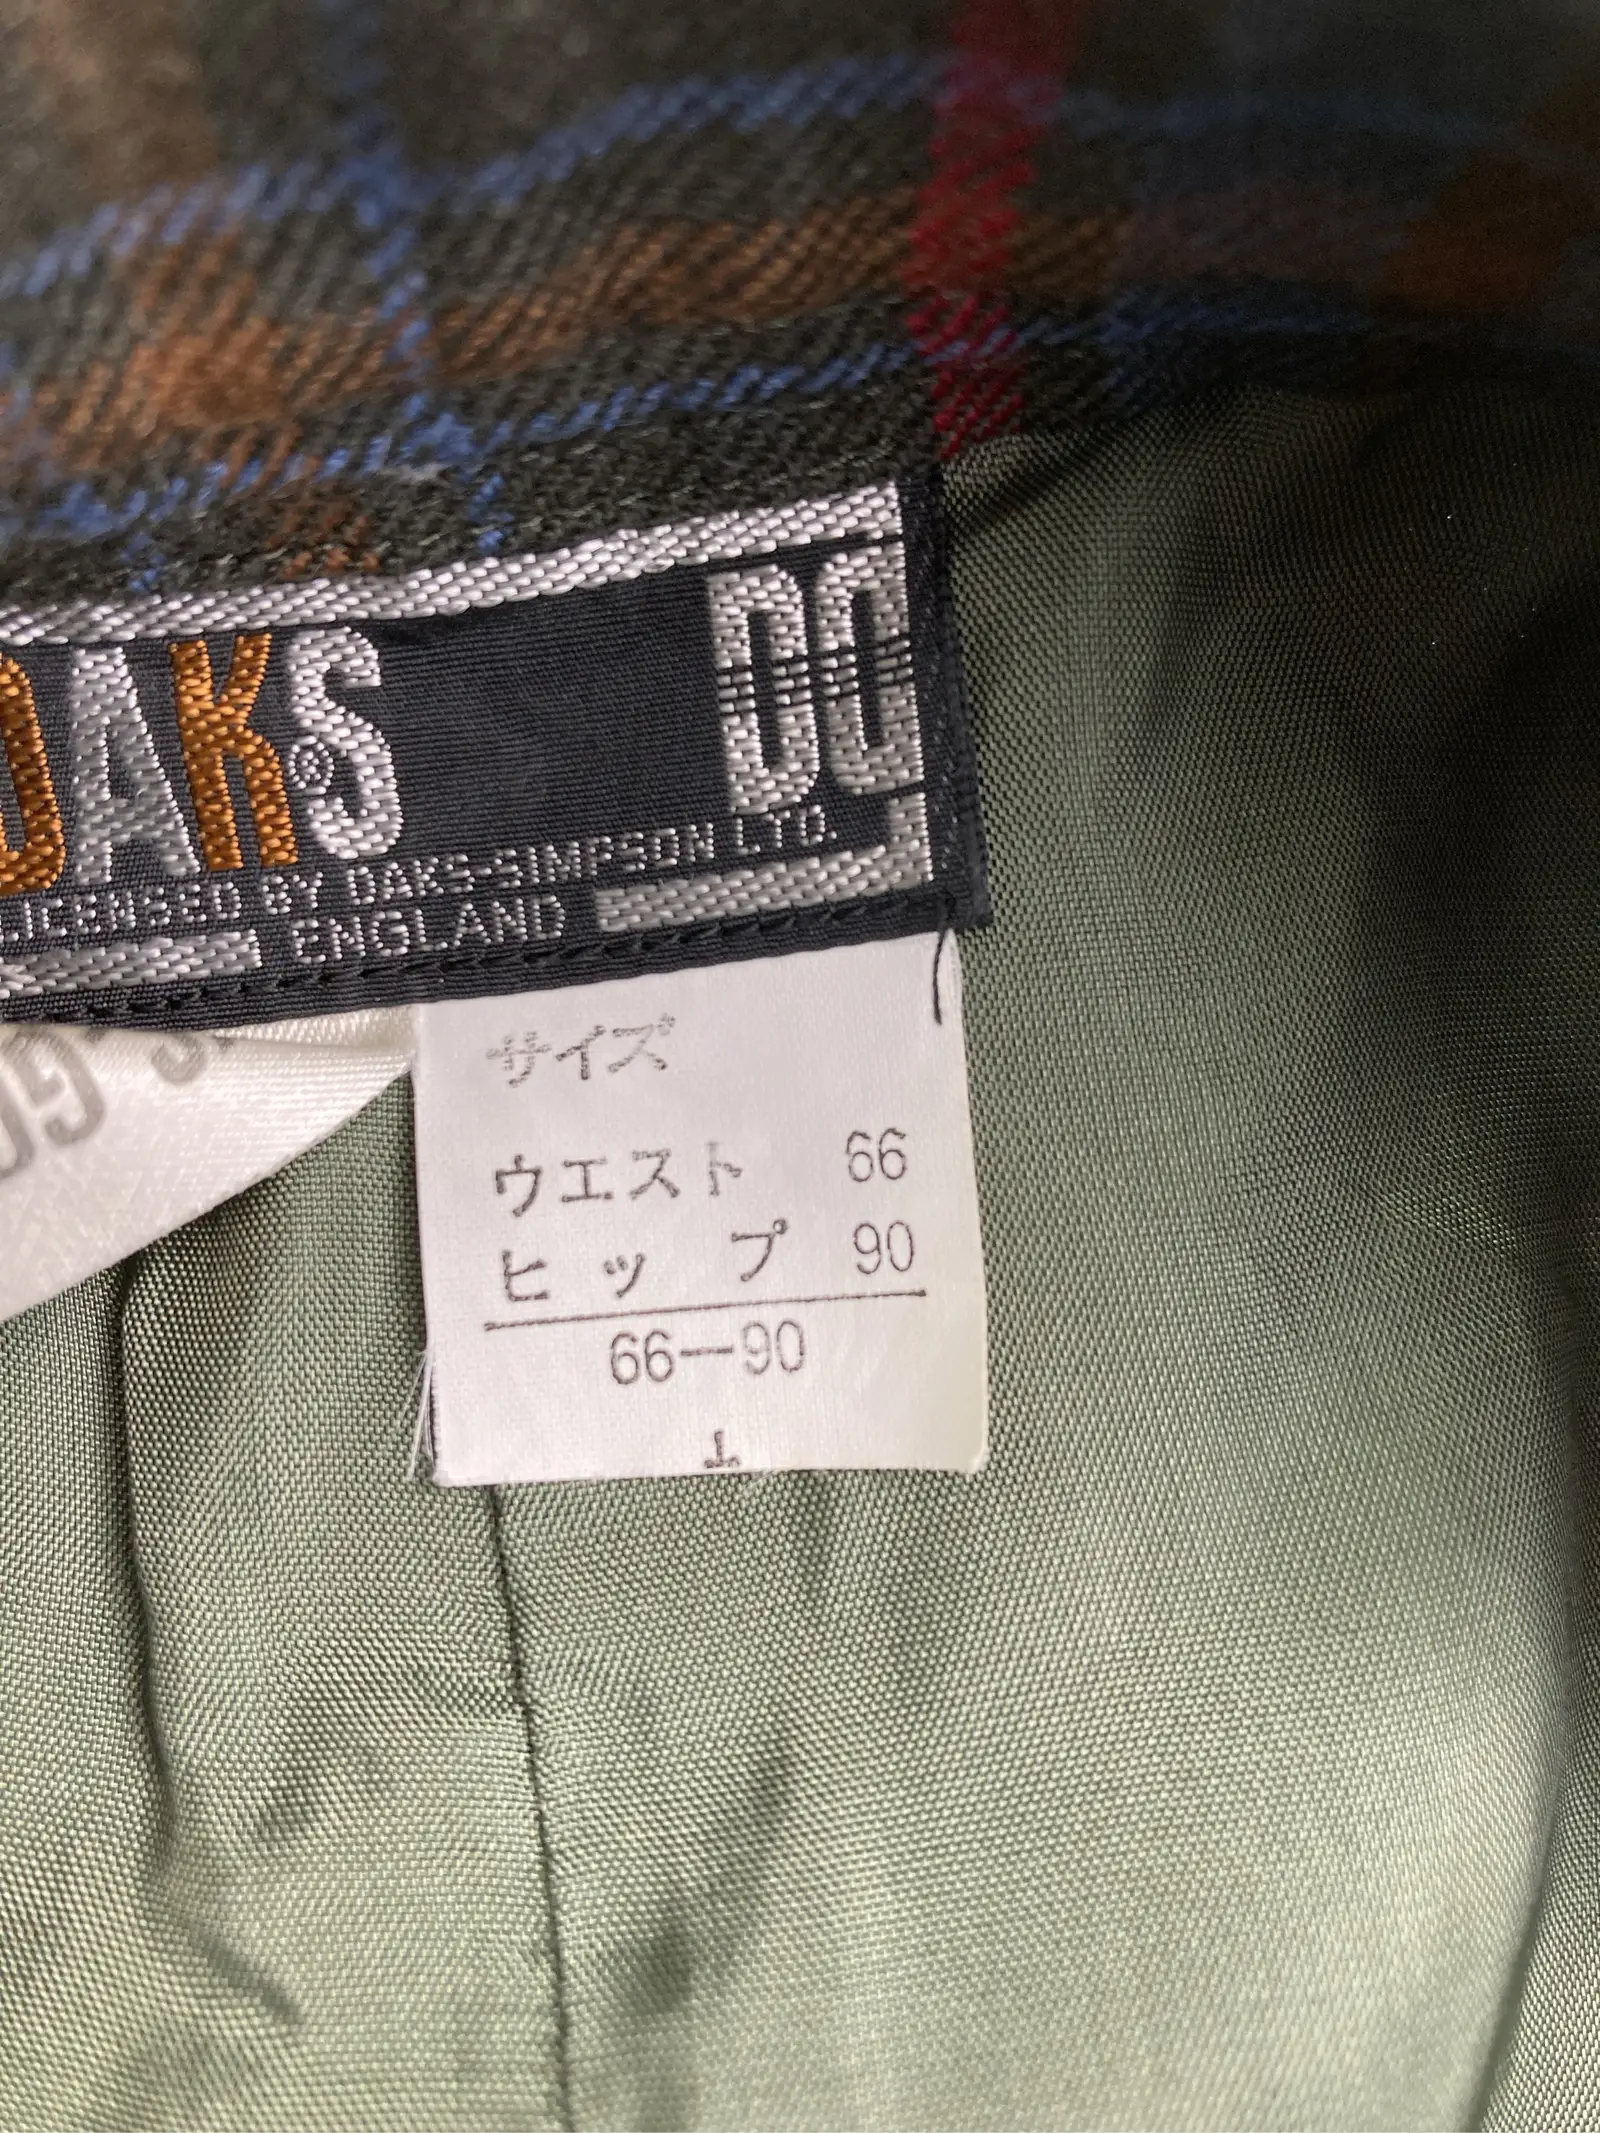 DAKS®
DC
LICENSED BY DAKS-SIMPSON LTD.
ENGLAND
サイズ
ウエスト 66
ヒップ 90
66-90